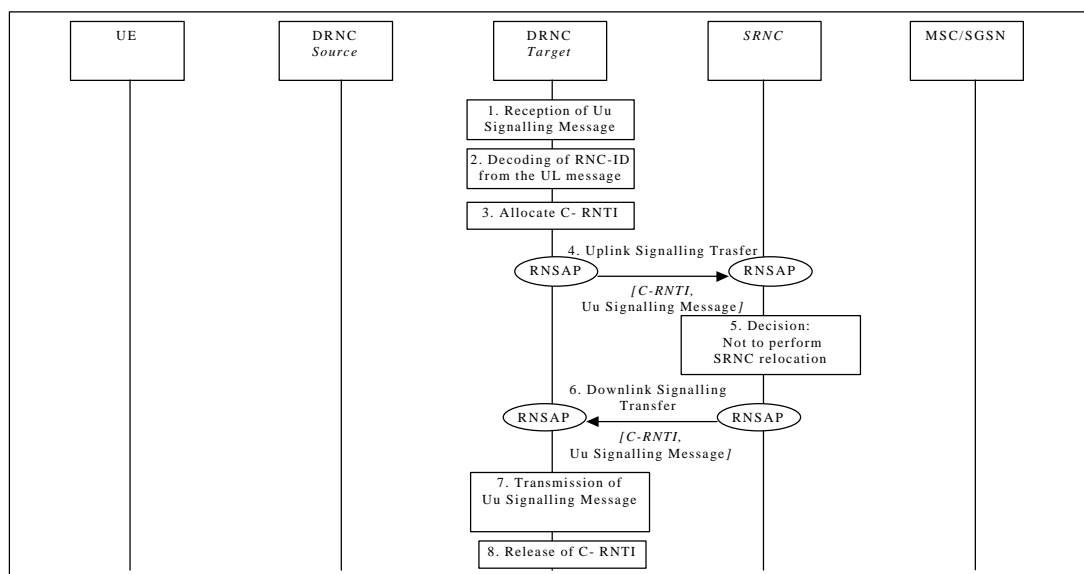 UE
DRNC
Source
DRNC
Target
SRNC
MSC/SGSN
1. Reception of Uu
Signalling Message
2. Decoding of RNC-ID
from the UL message
3. Allocate C- RNTI
4. Uplink Signalling Trasfer
RNSAP
RNSAP
[C-RNTI,
Uu Signalling Message]
5. Decision:
Not to perform
SRNC relocation
6. Downlink Signalling
Transfer
RNSAP
RNSAP
[C-RNTI,
Uu Signalling Message]
7. Transmission of
Uu Signalling Message
8. Release of C- RNTI